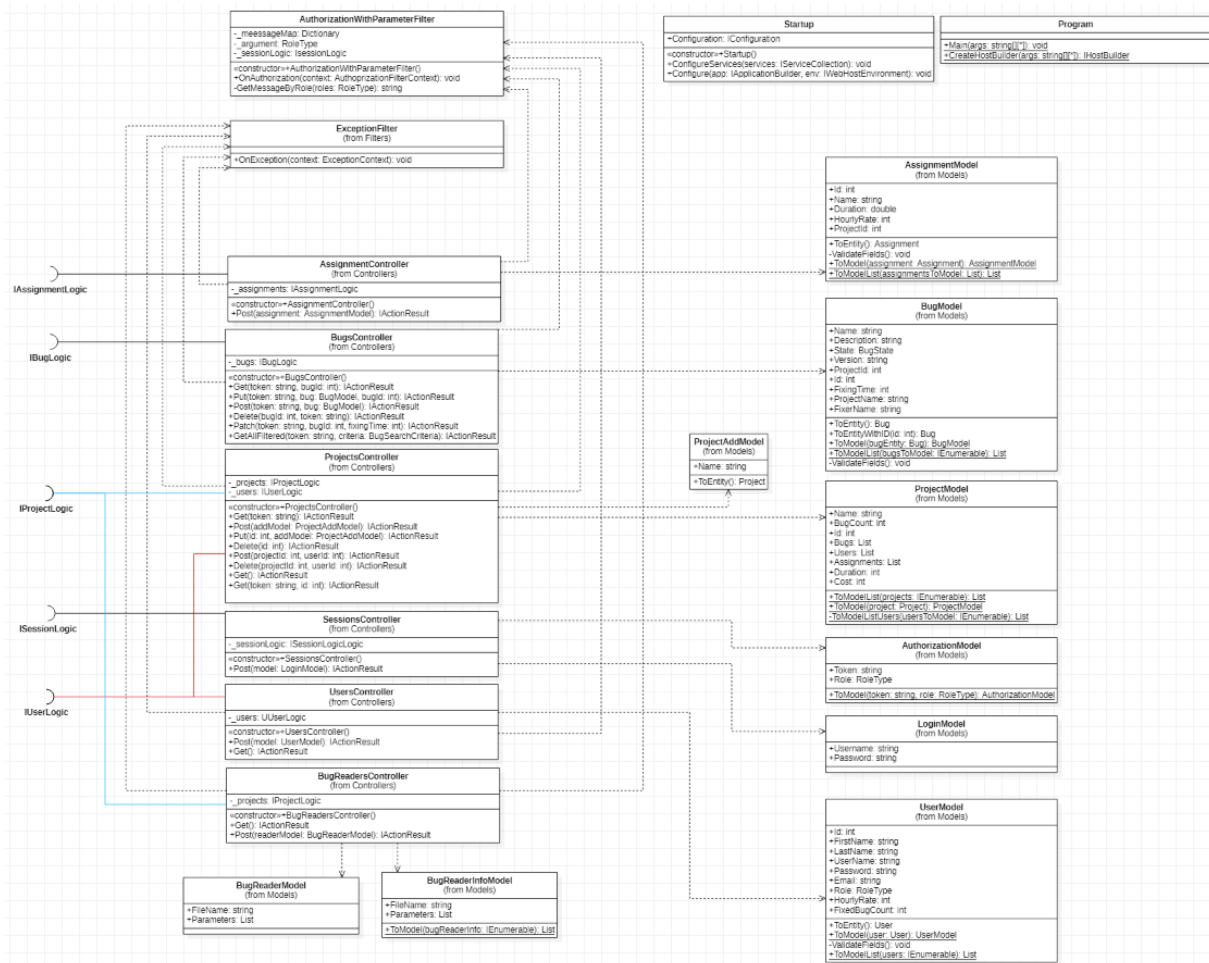 AuthorizationWithParameterFilter
-_meessageMap: Dictionary
-_argument: RoleType
-_sessionLogic: IsessionLogic
«constructor»+AuthorizationWithParameterFilter()
+OnAuthorization(context: AuthoprizationFilterContext): void
-GetMessageByRole(roles: RoleType): string
Startup
+Configuration: IConfiguration
«constructor»+Startup()
+ConfigureServices(services: IServiceCollection): void
+Configure(app: IApplicationBuilder, env: IWebHostEnvironment): void
Program
+Main(args: string[][*]): void
+CreateHostBuilder(args: string[][*]): IHostBuilder
ExceptionFilter
(from Filters)
+OnException(context: ExceptionContext): void
AssignmentModel
(from Models)
+Id: int
+Name: string
+Duration: double
+HourlyRate: int
+ProjectId: int
+ToEntity(): Assignment
-ValidateFields(): void
+ToModel(assignment: Assignment): AssignmentModel
+ToModelList(assignmentsToModel: List): List
IAssignmentLogic
AssignmentController
(from Controllers)
-_assignments: IAssignmentLogic
«constructor»+AssignmentController()
+Post(assignment: AssignmentModel): IActionResult
IBugLogic
BugsController
(from Controllers)
-_bugs: IBugLogic
«constructor»+BugsController()
+Get(token: string, bugId: int): IActionResult
+Put(token: string, bug: BugModel, bugId: int): IActionResult
+Post(token: string, bug: BugModel): IActionResult
+Delete(bugId: int, token: string): IActionResult
+Patch(token: string, bugId: int, fixingTime: int): IActionResult
+GetAllFiltered(token: string, criteria: BugSearchCriteria): IActionResult
BugModel
(from Models)
+Name: string
+Description: string
+State: BugState
+Version: string
+ProjectId: int
+Id: int
+FixingTime: int
+ProjectName: string
+FixerName: string
+ToEntity(): Bug
+ToEntityWithID(id: int): Bug
+ToModel(bugEntity: Bug): BugModel
+ToModelList(bugsToModel: IEnumerable): List
-ValidateFields(): void
ProjectAddModel
(from Models)
+Name: string
+ToEntity(): Project
IProjectLogic
ProjectsController
(from Controllers)
-_projects: IProjectLogic
-_users: IUserLogic
«constructor»+ProjectsController()
+Get(token: string): IActionResult
+Post(addModel: ProjectAddModel): IActionResult
+Put(id: int, addModel: ProjectAddModel): IActionResult
+Delete(id: int): IActionResult
+Post(projectId: int, userId: int): IActionResult
+Delete(projectId: int, userId: int): IActionResult
+Get(): IActionResult
+Get(token: string, id: int): IActionResult
ProjectModel
(from Models)
+Name: string
+BugCount: int
+Id: int
+Bugs: List
+Users: List
+Assignments: List
+Duration: int
+Cost: int
+ToModelList(projects: IEnumerable): List
+ToModel(project: Project): ProjectModel
-ToModelListUsers(usersToModel: IEnumerable): List
ISessionLogic
SessionsController
(from Controllers)
-_sessionLogic: ISessionLogicLogic
«constructor»+SessionsController()
+Post(model: LoginModel): IActionResult
AuthorizationModel
(from Models)
+Token: string
+Role: RoleType
+ToModel(token: string, role: RoleType): AuthorizationModel
IUserLogic
UsersController
(from Controllers)
-_users: UUserLogic
«constructor»+UsersController()
+Post(model: UserModel): IActionResult
+Get(): IActionResult
LoginModel
(from Models)
+Username: string
+Password: string
BugReadersController
(from Controllers)
-_projects: IProjectLogic
«constructor»+BugReadersController()
+Get(): IActionResult
+Post(readerModel: BugReaderModel): IActionResult
UserModel
(from Models)
+Id: int
+FirstName: string
+LastName: string
+UserName: string
+Password: string
+Email: string
+Role: RoleType
+HourlyRate: int
+FixedBugCount: int
+ToEntity(): User
+ToModel(user: User): UserModel
-ValidateFields(): void
+ToModelList(users: IEnumerable): List
BugReaderModel
(from Models)
+FileName: string
+Parameters: List
BugReaderInfoModel
(from Models)
+FileName: string
+Parameters: List
+ToModel(bugReaderInfo: IEnumerable): List